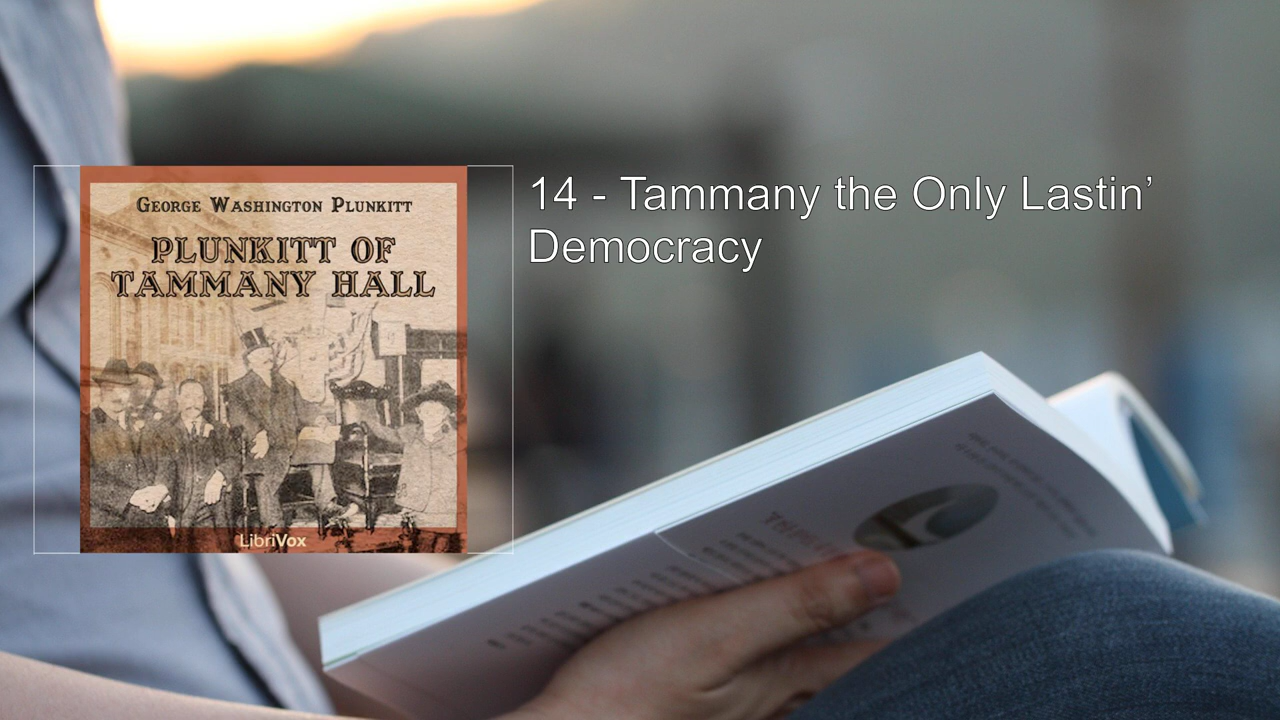 GEORGE WASHINGTON PLUNKITT
PLUNKITT OF
TAMMANY HALL
LibriVox
14 - Tammany the Only Lastin’
Democracy